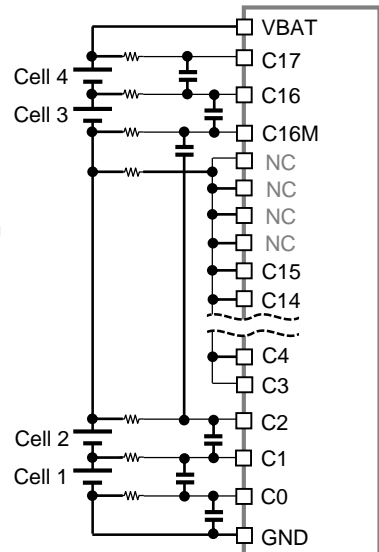 VBAT
C17
Cell 4
C16
Cell 3
C16M
NC
NC
NC
NC
C15
C14
C4
C3
C2
Cell 2
C1
Cell 1
C0
GND